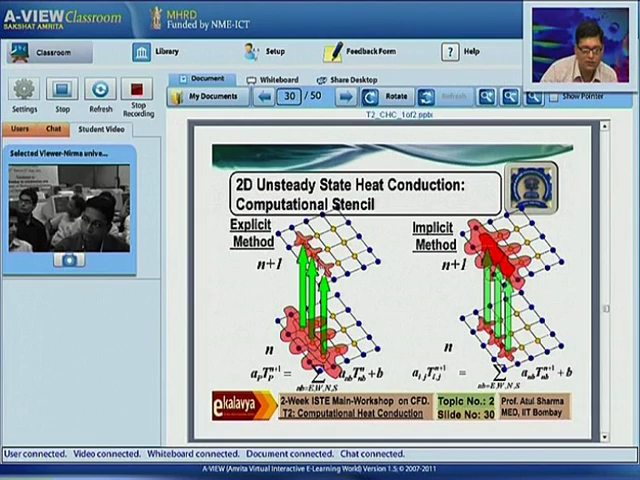 A-VIEW Classroom
SAKSHAT AMRITA
MHRD
Funded by NME-ICT
Classroom
Library
Setup
Feedback Form
? Help
Settings
Stop
Refresh
Stop Recording
Document
Whiteboard
Share Desktop
My Documents
30 / 50
Rotate
Refresh
Show Pointer
Users
Chat
Student Video
T2_CHC_1of2.pptx
Selected Viewer-Nirma unive...
2D Unsteady State Heat Conduction:
Computational Stencil
Explicit
Method
Implicit
Method
n+1
n+1
n
n
ekalavya
2-Week ISTE Main-Workshop on CFD.
T2: Computational Heat Conduction
Topic No.: 2
Slide No: 30
Prof. Atul Sharma
MED, IIT Bombay
User connected. Video connected. Whiteboard connected. Document connected. Chat connected.
A-VIEW (Amrita Virtual Interactive E-Learning World) Version 1.5; © 2007-2011